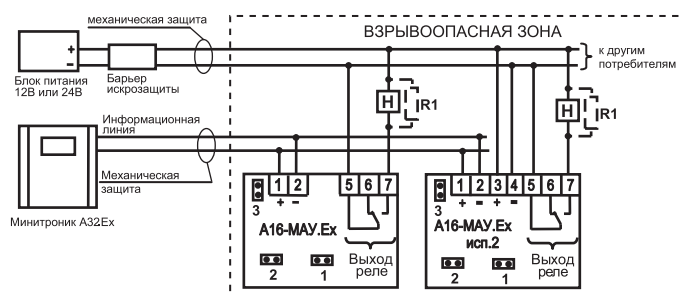 механическая защита
ВЗРЫВООПАСНАЯ ЗОНА
+
-
Блок питания
12В или 24В
Барьер
искрозащиты
к другим
потребителям
Н
R1
Н
R1
Информационная
линия
Механическая
защита
Минитроник А32Ех
1 2 5 6 7
+ -
3
А16-МАУ.Ех
2 1
Выход
реле
1 2 3 4 5 6 7
+ - + -
3
А16-МАУ.Ех
исп.2
2 1
Выход
реле